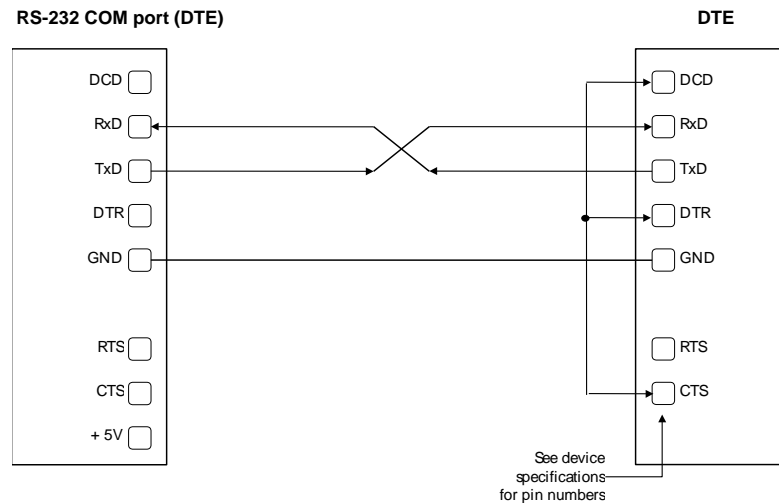 RS-232 COM port (DTE)
DTE
DCD
RxD
TxD
DTR
GND
RTS
CTS
+ 5V
DCD
RxD
TxD
DTR
GND
RTS
CTS
See device
specifications
for pin numbers